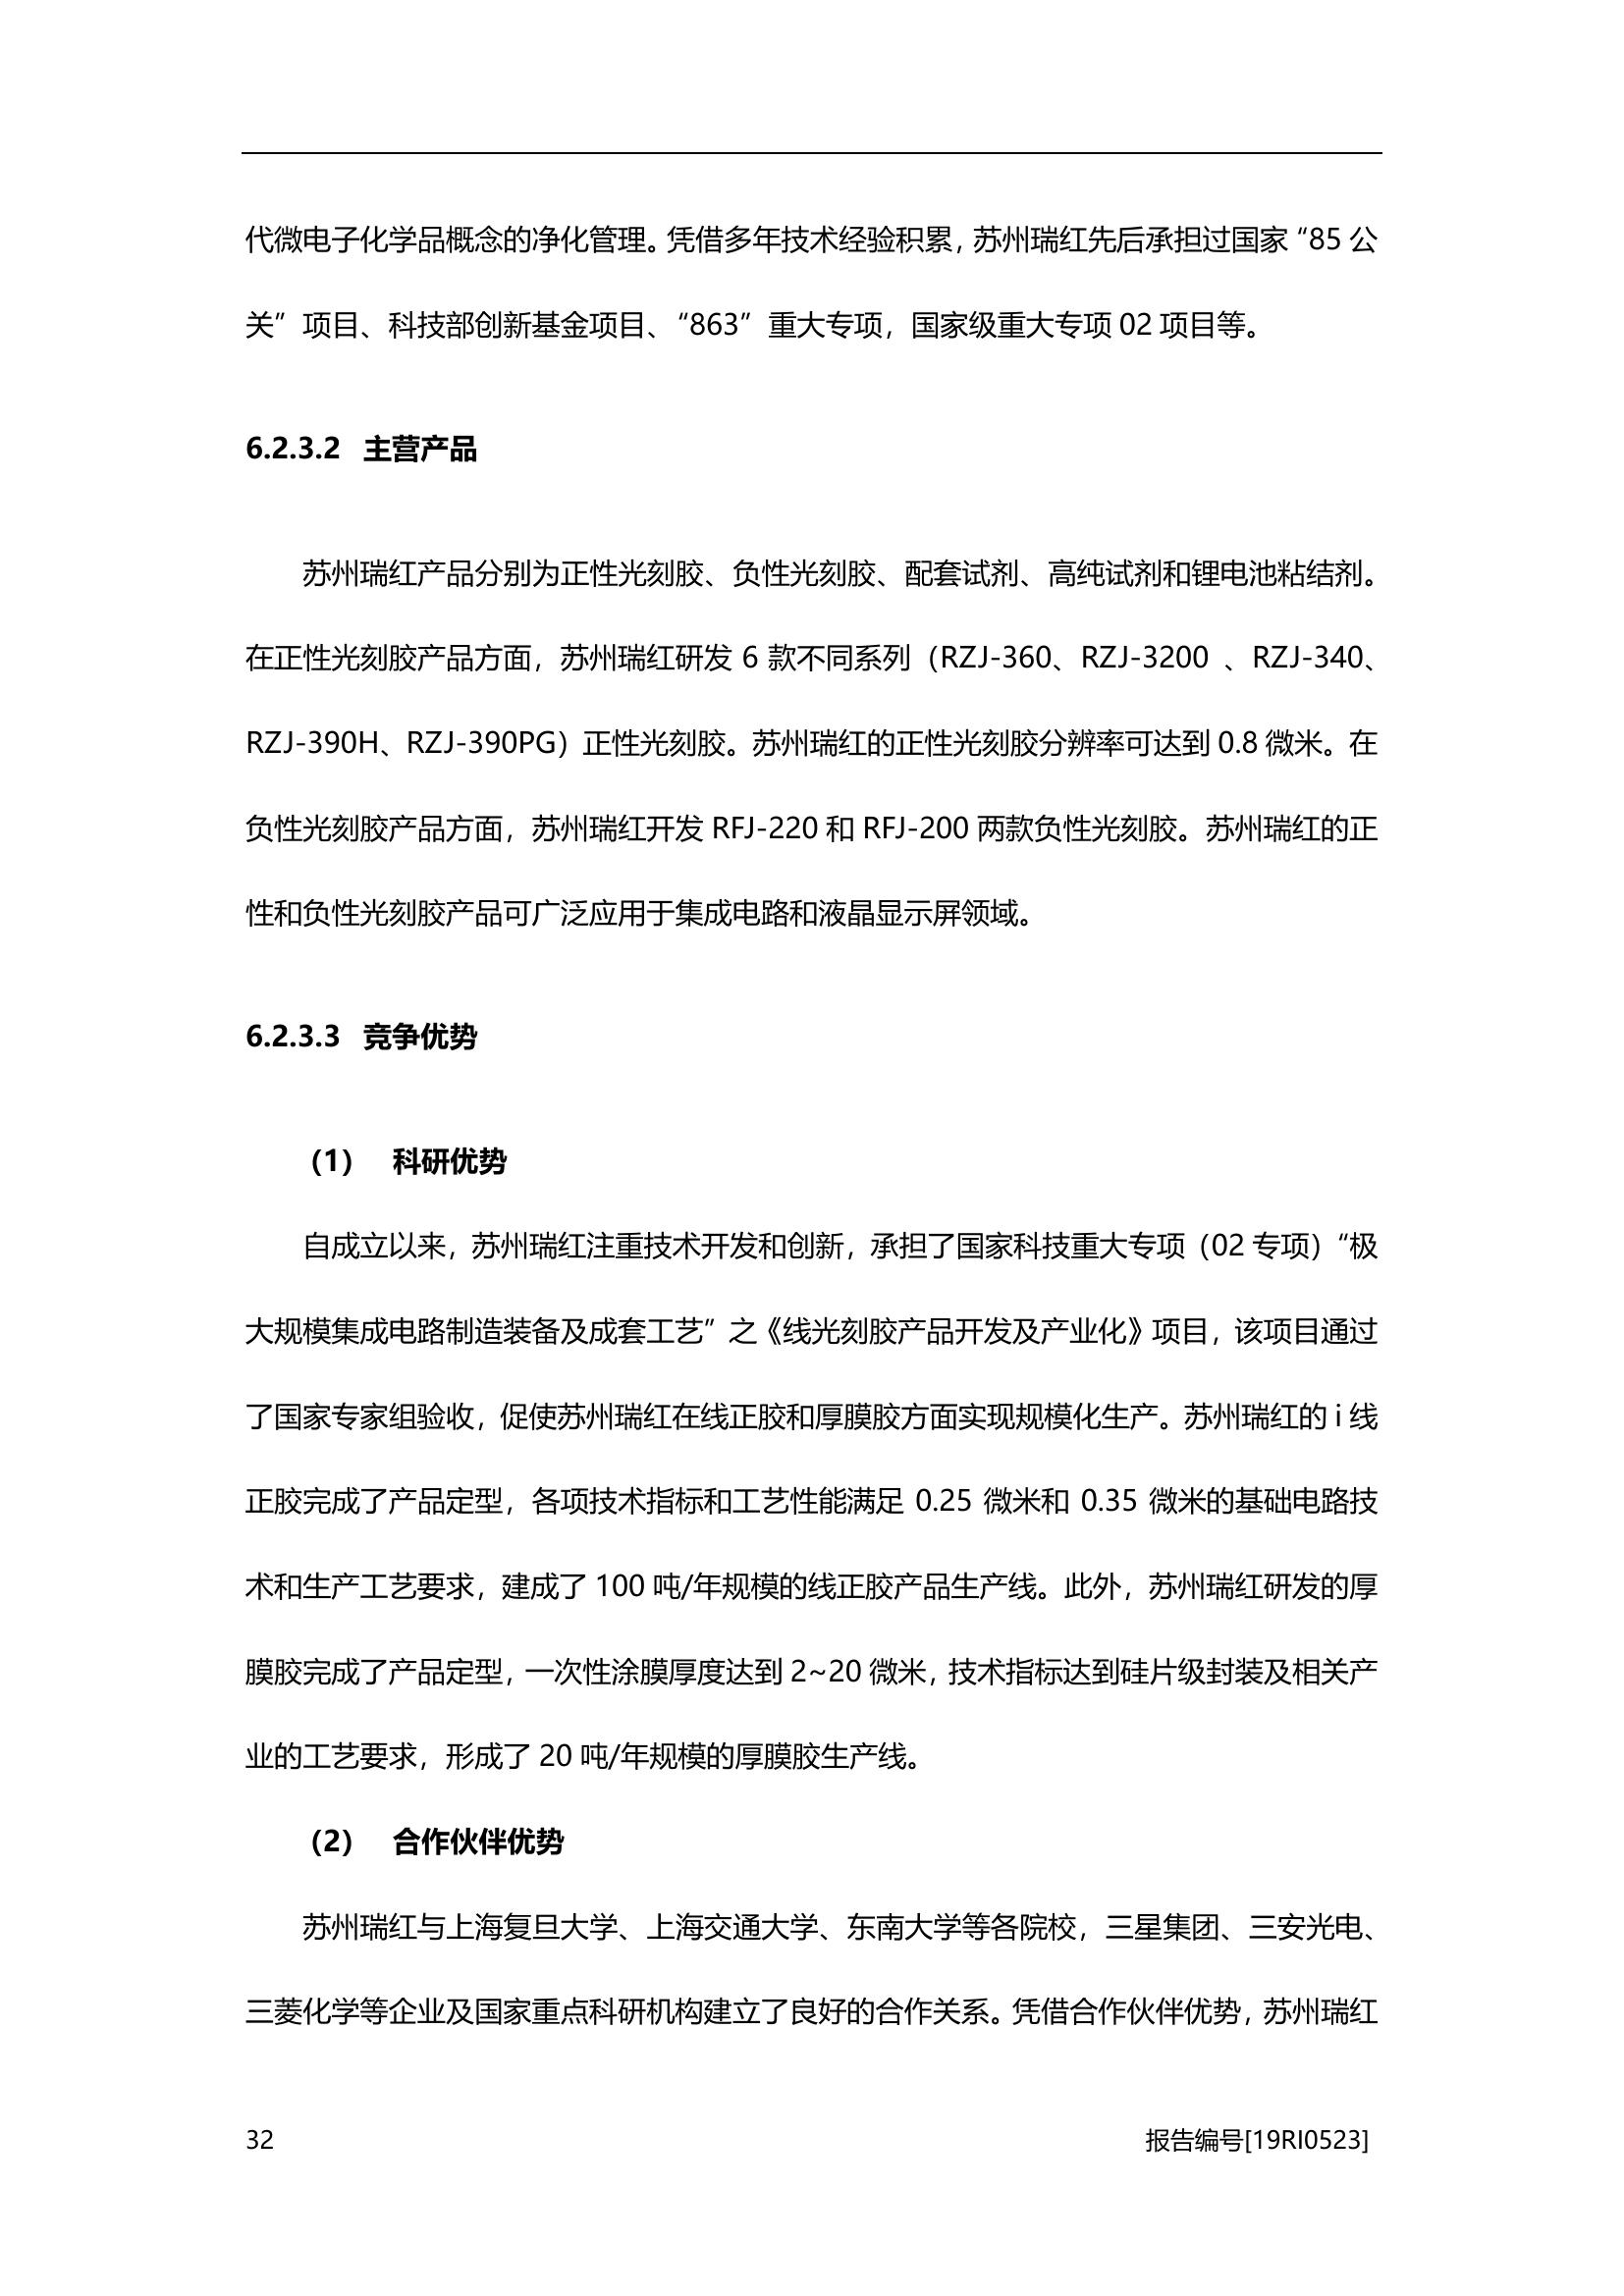 代微电子化学品概念的净化管理。凭借多年技术经验积累，苏州瑞红先后承担过国家“85 公
关”项目、科技部创新基金项目、“863”重大专项，国家级重大专项 02 项目等。
6.2.3.2 主营产品
苏州瑞红产品分别为正性光刻胶、负性光刻胶、配套试剂、高纯试剂和锂电池粘结剂。
在正性光刻胶产品方面，苏州瑞红研发 6 款不同系列（RZJ-360、RZJ-3200 、RZJ-340、
RZJ-390H、RZJ-390PG）正性光刻胶。苏州瑞红的正性光刻胶分辨率可达到 0.8 微米。在
负性光刻胶产品方面，苏州瑞红开发 RFJ-220 和 RFJ-200 两款负性光刻胶。苏州瑞红的正
性和负性光刻胶产品可广泛应用于集成电路和液晶显示屏领域。
6.2.3.3 竞争优势
（1） 科研优势
自成立以来，苏州瑞红注重技术开发和创新，承担了国家科技重大专项（02 专项）“极
大规模集成电路制造装备及成套工艺”之《线光刻胶产品开发及产业化》项目，该项目通过
了国家专家组验收，促使苏州瑞红在线正胶和厚膜胶方面实现规模化生产。苏州瑞红的 i 线
正胶完成了产品定型，各项技术指标和工艺性能满足 0.25 微米和 0.35 微米的基础电路技
术和生产工艺要求，建成了 100 吨/年规模的线正胶产品生产线。此外，苏州瑞红研发的厚
膜胶完成了产品定型，一次性涂膜厚度达到 2~20 微米，技术指标达到硅片级封装及相关产
业的工艺要求，形成了 20 吨/年规模的厚膜胶生产线。
（2） 合作伙伴优势
苏州瑞红与上海复旦大学、上海交通大学、东南大学等各院校，三星集团、三安光电、
三菱化学等企业及国家重点科研机构建立了良好的合作关系。凭借合作伙伴优势，苏州瑞红
32 报告编号[19RI0523]